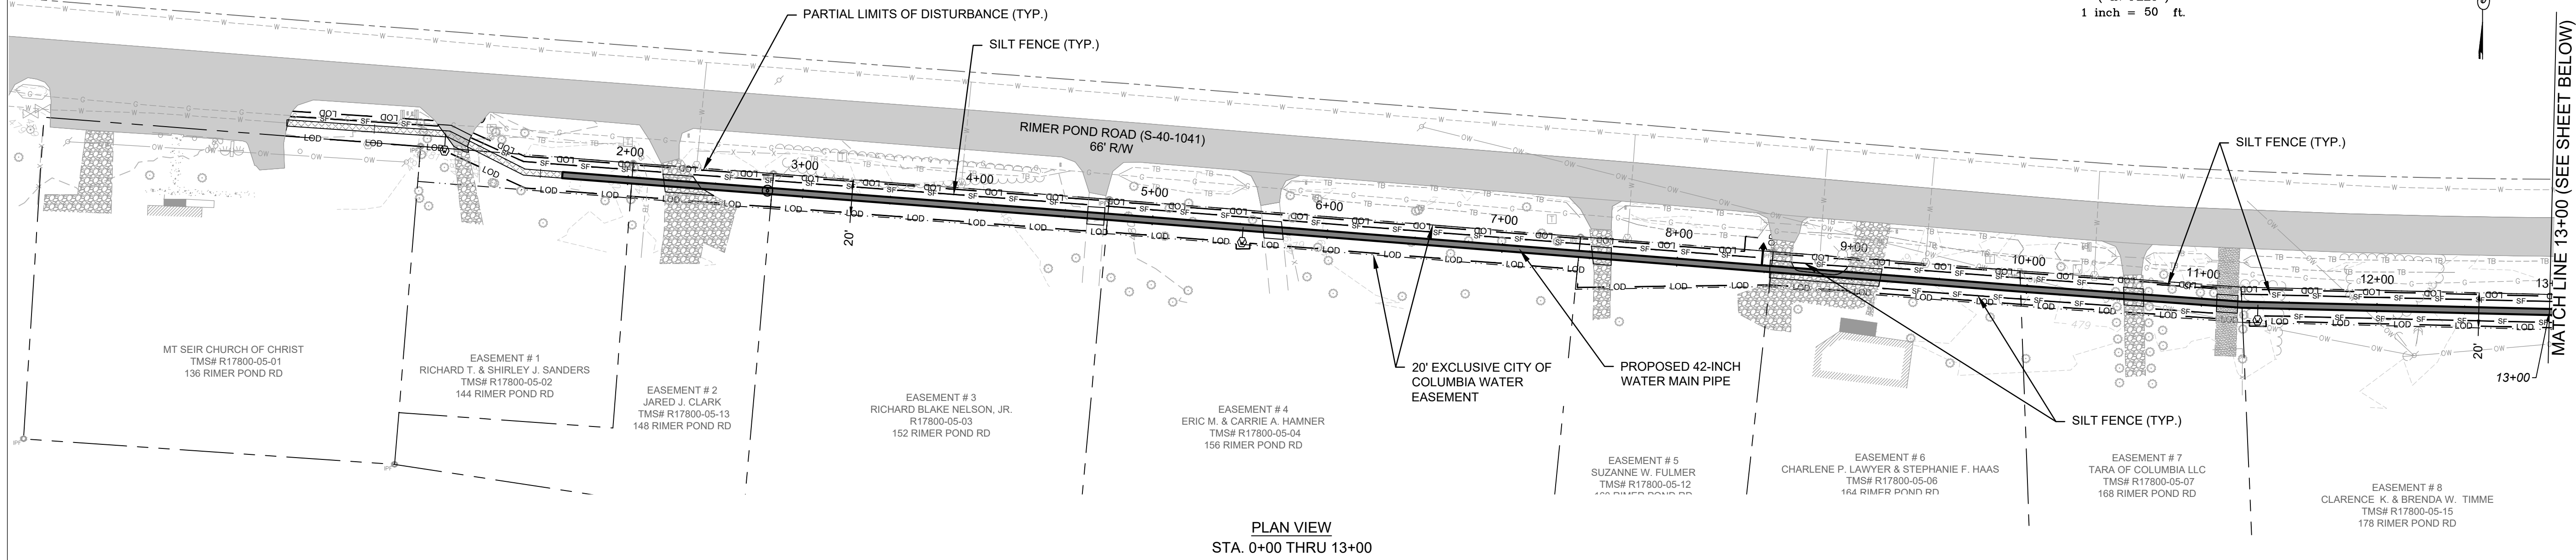 1 inch = 50 ft.
PARTIAL LIMITS OF DISTURBANCE (TYP.)
SILT FENCE (TYP.)
RIMER POND ROAD (S-40-1041)
66' R/W
SILT FENCE (TYP.)
MATCH LINE 13+00 (SEE SHEET BELOW)
2+00
3+00
4+00
5+00
6+00
7+00
8+00
9+00
10+00
11+00
12+00
13+00
20'
20'
20' EXCLUSIVE CITY OF
COLUMBIA WATER
EASEMENT
PROPOSED 42-INCH
WATER MAIN PIPE
SILT FENCE (TYP.)
MT SEIR CHURCH OF CHRIST
TMS# R17800-05-01
136 RIMER POND RD
EASEMENT # 1
RICHARD T. & SHIRLEY J. SANDERS
TMS# R17800-05-02
144 RIMER POND RD
EASEMENT # 2
JARED J. CLARK
TMS# R17800-05-13
148 RIMER POND RD
EASEMENT # 3
RICHARD BLAKE NELSON, JR.
R17800-05-03
152 RIMER POND RD
EASEMENT # 4
ERIC M. & CARRIE A. HAMNER
TMS# R17800-05-04
156 RIMER POND RD
EASEMENT # 5
SUZANNE W. FULMER
TMS# R17800-05-12
RIMER POND RD
EASEMENT # 6
CHARLENE P. LAWYER & STEPHANIE F. HAAS
TMS# R17800-05-06
164 RIMER POND RD
EASEMENT # 7
TARA OF COLUMBIA LLC
TMS# R17800-05-07
168 RIMER POND RD
EASEMENT # 8
CLARENCE K. & BRENDA W. TIMME
TMS# R17800-05-15
178 RIMER POND RD
479
IPF
IPF
LOD
SF
TB
G
W
OW
PLAN VIEW
STA. 0+00 THRU 13+00